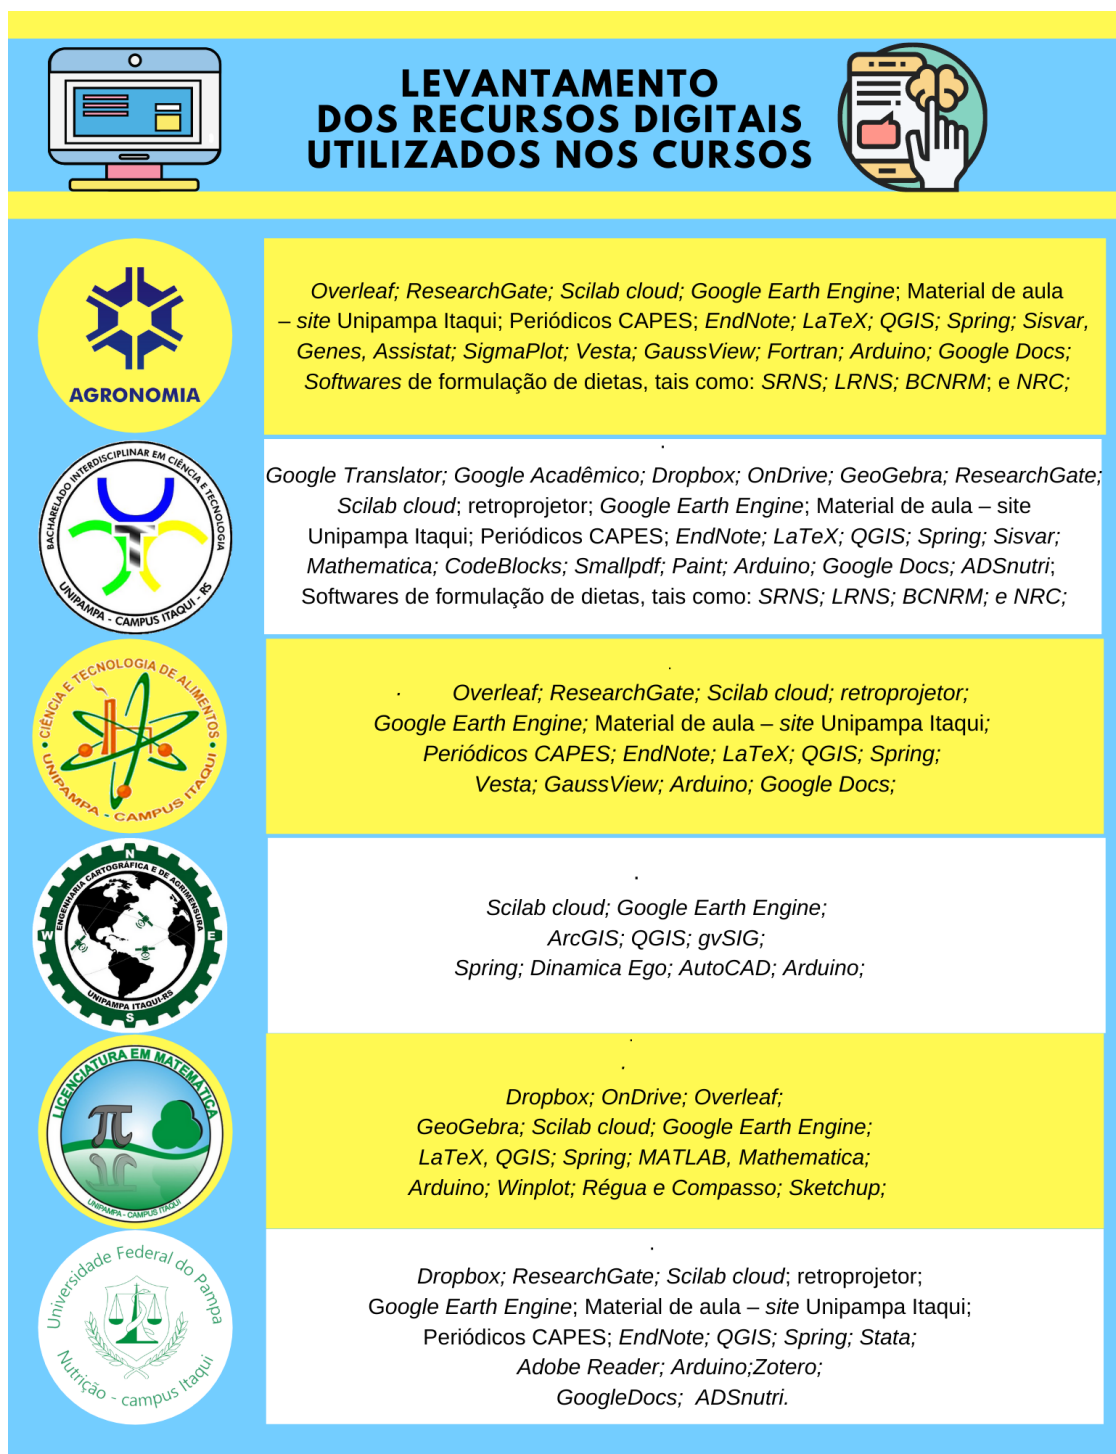 LEVANTAMENTO
DOS RECURSOS DIGITAIS
UTILIZADOS NOS CURSOS
AGRONOMIA
Overleaf; ResearchGate; Scilab cloud; Google Earth Engine; Material de aula
– site Unipampa Itaqui; Periódicos CAPES; EndNote; LaTeX; QGIS; Spring; Sisvar,
Genes, Assistat; SigmaPlot; Vesta; GaussView; Fortran; Arduino; Google Docs;
Softwares de formulação de dietas, tais como: SRNS; LRNS; BCNRM; e NRC;
BACHARELADO INTERDISCIPLINAR EM CIÊNCIA E TECNOLOGIA
UNIPAMPA - CAMPUS ITAQUI - RS
T
.
Google Translator; Google Acadêmico; Dropbox; OnDrive; GeoGebra; ResearchGate;
Scilab cloud; retroprojetor; Google Earth Engine; Material de aula – site
Unipampa Itaqui; Periódicos CAPES; EndNote; LaTeX; QGIS; Spring; Sisvar;
Mathematica; CodeBlocks; Smallpdf; Paint; Arduino; Google Docs; ADSnutri;
Softwares de formulação de dietas, tais como: SRNS; LRNS; BCNRM; e NRC;
CIÊNCIA E TECNOLOGIA DE ALIMENTOS
UNIPAMPA - CAMPUS ITAQUI
.
· Overleaf; ResearchGate; Scilab cloud; retroprojetor;
Google Earth Engine; Material de aula – site Unipampa Itaqui;
Periódicos CAPES; EndNote; LaTeX; QGIS; Spring;
Vesta; GaussView; Arduino; Google Docs;
N
ENGENHARIA CARTOGRÁFICA E DE AGRIMENSURA
W E
UNIPAMPA ITAQUI-RS
S
.
Scilab cloud; Google Earth Engine;
ArcGIS; QGIS; gvSIG;
Spring; Dinamica Ego; AutoCAD; Arduino;
LICENCIATURA EM MATEMÁTICA
π
UNIPAMPA - CAMPUS ITAQUI
.
.
Dropbox; OnDrive; Overleaf;
GeoGebra; Scilab cloud; Google Earth Engine;
LaTeX, QGIS; Spring; MATLAB, Mathematica;
Arduino; Winplot; Régua e Compasso; Sketchup;
Universidade Federal do Pampa
Nutrição - campus Itaqui
.
Dropbox; ResearchGate; Scilab cloud; retroprojetor;
Google Earth Engine; Material de aula – site Unipampa Itaqui;
Periódicos CAPES; EndNote; QGIS; Spring; Stata;
Adobe Reader; Arduino;Zotero;
GoogleDocs;  ADSnutri.